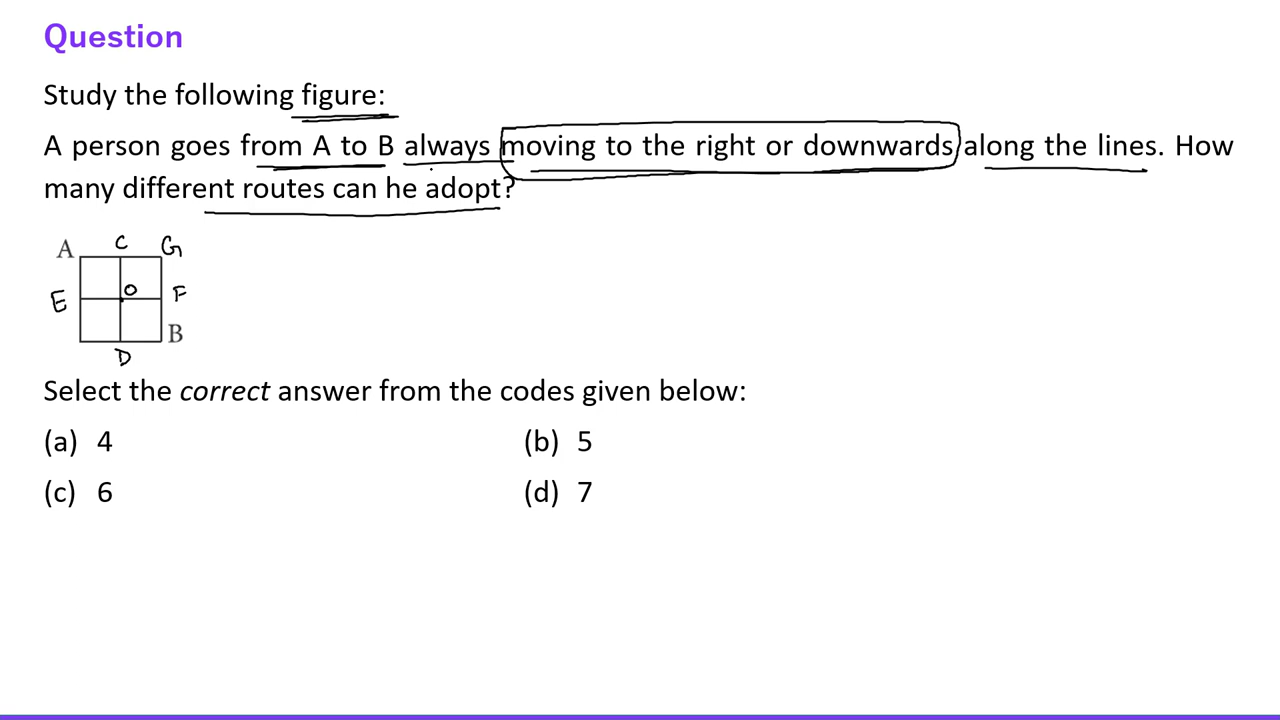 Question
Study the following figure:
A person goes from A to B always moving to the right or downwards along the lines. How
many different routes can he adopt?
A C G
E O F
B
D
Select the correct answer from the codes given below:
(a) 4 (b) 5
(c) 6 (d) 7